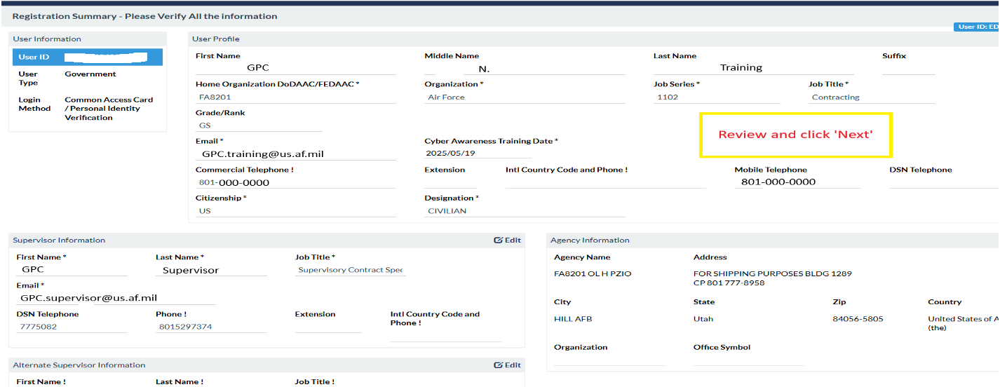 Registration Summary - Please Verify All the information
User ID: ED
User Information
User ID
User Type Government
Login Method Common Access Card / Personal Identity Verification
User Profile
First Name Middle Name Last Name Suffix
GPC N. Training
Home Organization DoDAAC/FEDAAC * Organization * Job Series * Job Title *
FA8201 Air Force 1102 Contracting
Grade/Rank
GS
Review and click 'Next'
Email * Cyber Awareness Training Date *
GPC.training@us.af.mil 2025/05/19
Commercial Telephone ! Extension Intl Country Code and Phone ! Mobile Telephone DSN Telephone
801-000-0000 801-000-0000
Citizenship * Designation *
US CIVILIAN
Supervisor Information Edit
First Name * Last Name * Job Title *
GPC Supervisor Supervisory Contract Spec
Email *
GPC.supervisor@us.af.mil
DSN Telephone Phone ! Extension Intl Country Code and Phone !
7775082 8015297374
Agency Information
Agency Name Address
FA8201 OL H PZIO FOR SHIPPING PURPOSES BLDG 1289
CP 801 777-8958
City State Zip Country
HILL AFB Utah 84056-5805 United States of A
(the)
Organization Office Symbol
Alternate Supervisor Information Edit
First Name ! Last Name ! Job Title !